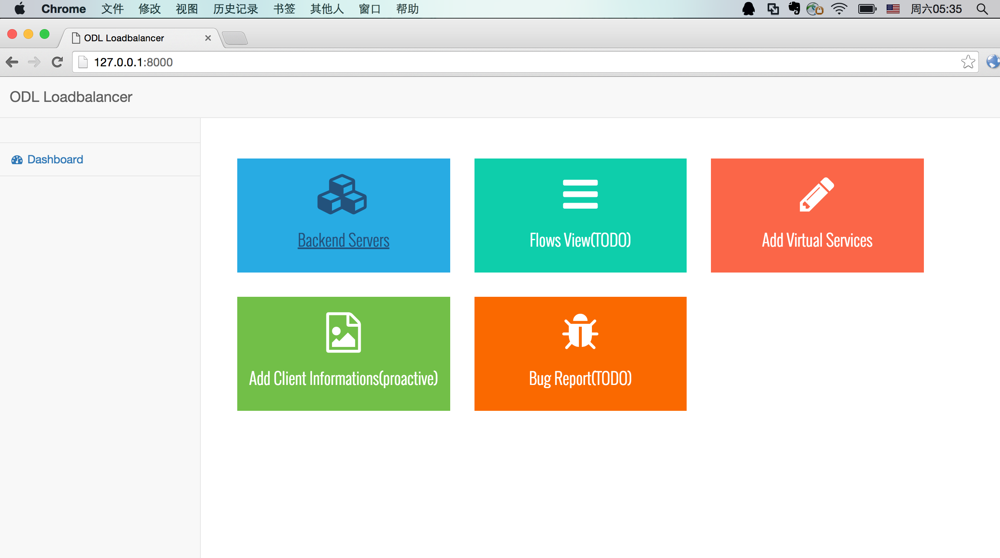 Chrome 文件 修改 视图 历史记录 书签 其他人 窗口 帮助 周六05:35
ODL Loadbalancer
127.0.0.1:8000
ODL Loadbalancer
Dashboard
Backend Servers
Flows View(TODO)
Add Virtual Services
Add Client Informations(proactive)
Bug Report(TODO)